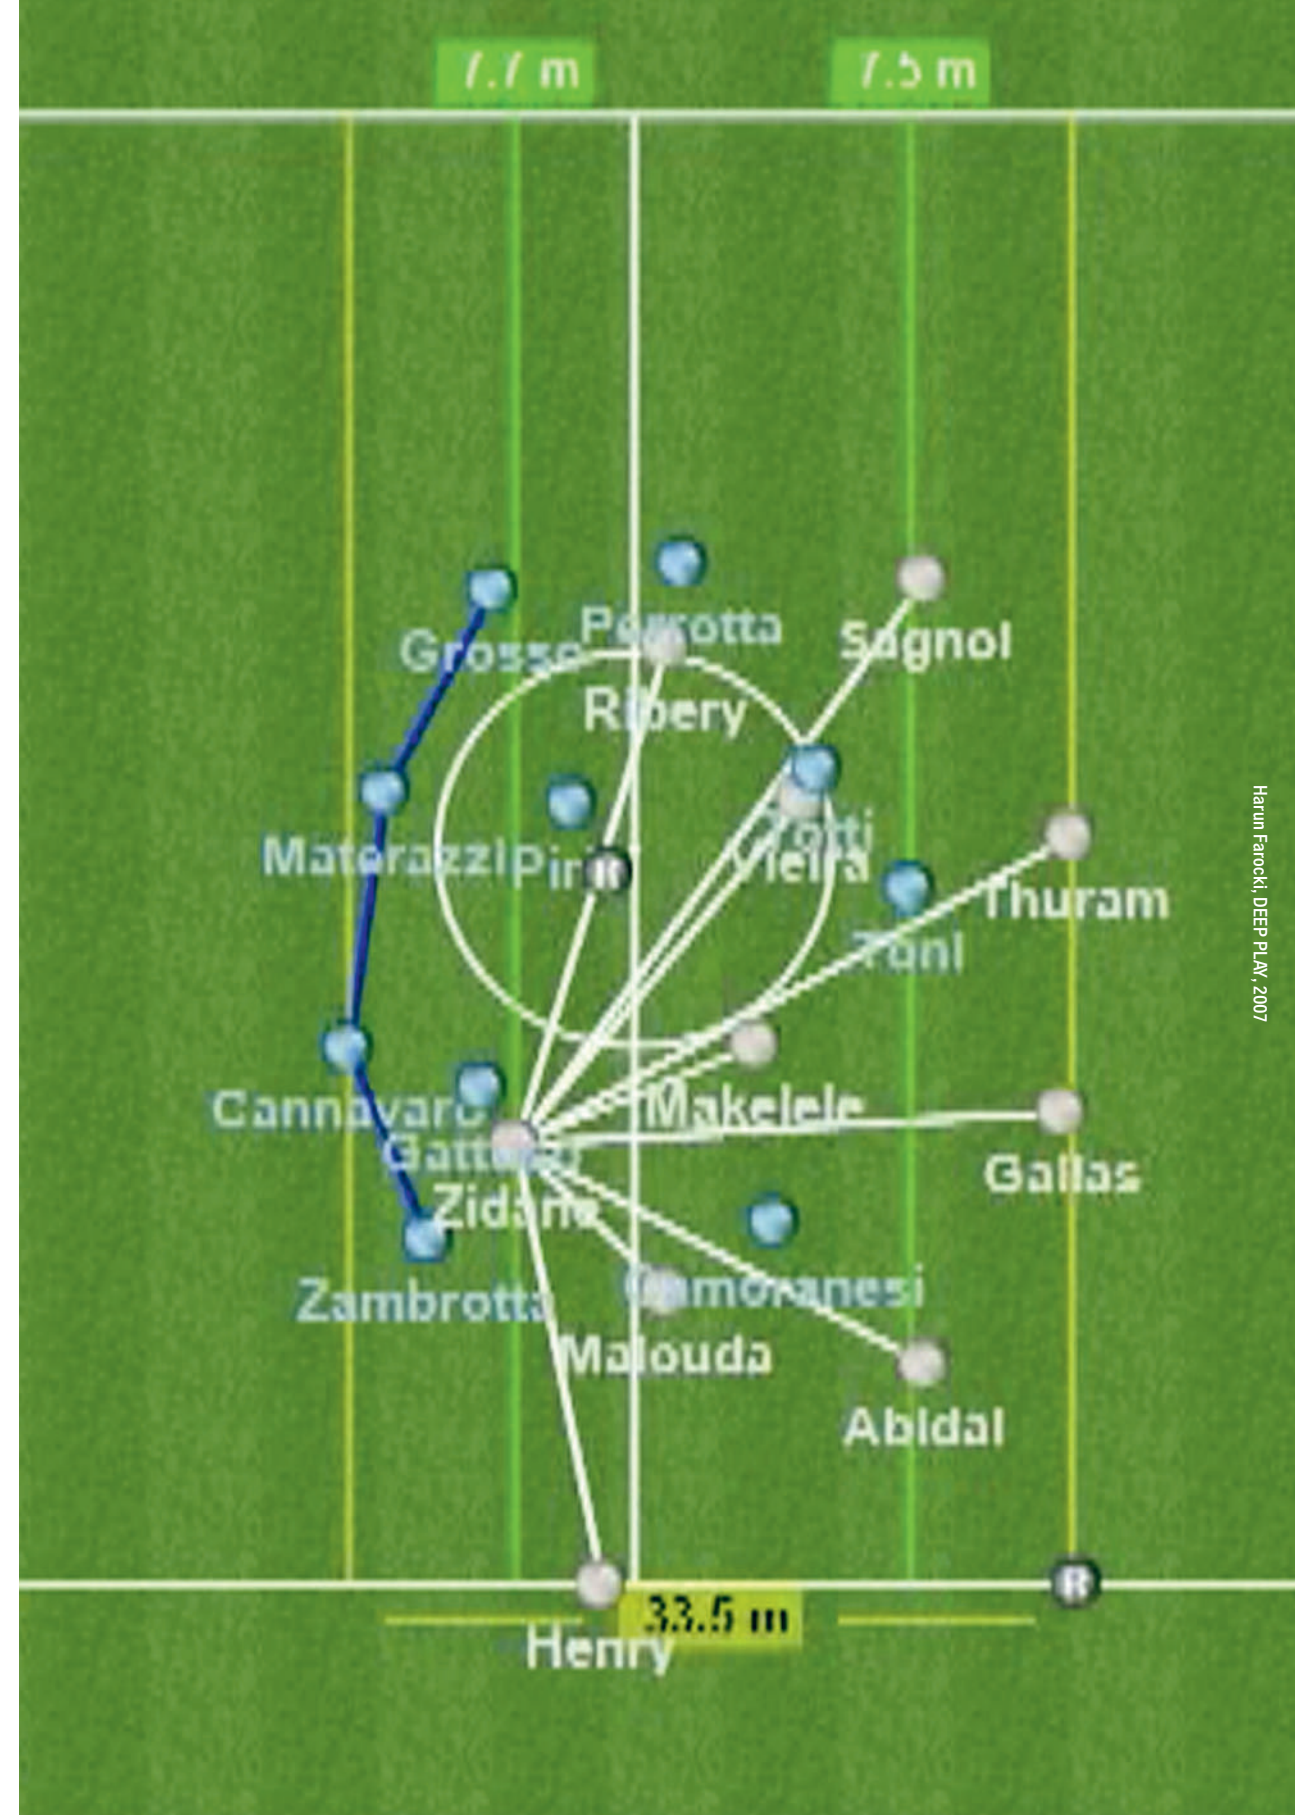 7.7 m
7.5 m
Perrotta
Sagnol
Grosso
Ribery
Totti
Vieira
Materazzi
Thuram
Toni
Cannavaro
Makelele
Gattuso
Gallas
Zidane
Camoranesi
Zambrotta
Malouda
Abidal
R
33.5 m
Henry
Harun Farocki, DEEP PLAY, 2007